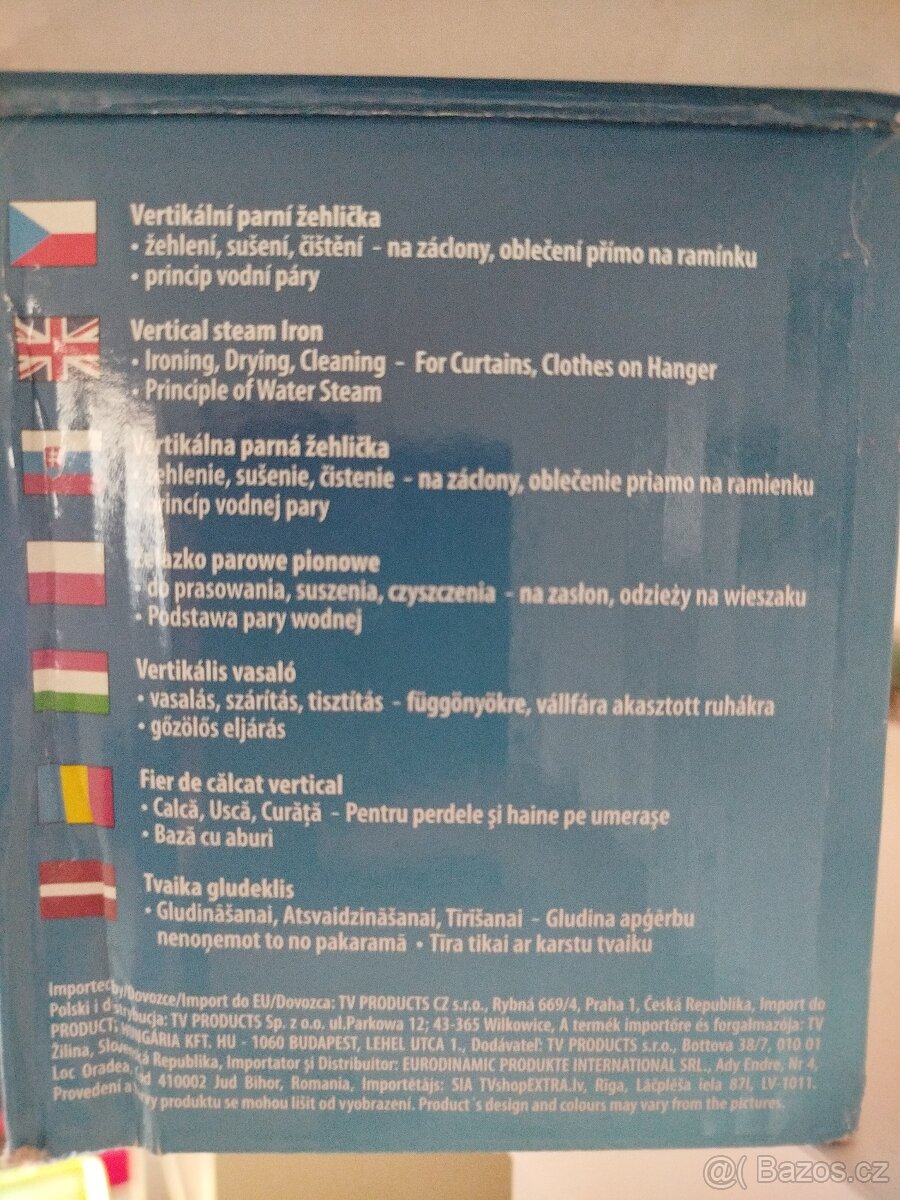 Vertikální parní žehlička
• žehlení, sušení, čištění - na záclony, oblečení přímo na ramínku
• princip vodní páry
Vertical steam Iron
• Ironing, Drying, Cleaning - For Curtains, Clothes on Hanger
• Principle of Water Steam
Vertikálna parná žehlička
žehlenie, sušenie, čistenie - na záclony, oblečenie priamo na ramienku
princíp vodnej pary
Żelazko parowe pionowe
• do prasowania, suszenia, czyszczenia - na zasłon, odzieży na wieszaku
• Podstawa pary wodnej
Vertikális vasaló
• vasalás, szárítás, tisztítás - függönyökre, vállfára akasztott ruhákra
• gőzölős eljárás
Fier de călcat vertical
• Calcă, Uscă, Curăță - Pentru perdele și haine pe umerașe
• Bază cu aburi
Tvaika gludeklis
• Gludināšanai, Atsvaidzināšanai, Tīrīšanai - Gludina apģērbu
nenoņemot to no pakaramā • Tīra tikai ar karstu tvaiku
Imported by/Dovozce/Import do EU/Dovozca: TV PRODUCTS CZ s.r.o., Rybná 669/4, Praha 1, Česká Republika, Import do
Polski i dystrybucja: TV PRODUCTS Sp. z o.o. ul.Parkowa 12; 43-365 Wilkowice, A termék importőre és forgalmazója: TV
PRODUCTS HUNGÁRIA KFT. HU - 1060 BUDAPEST, LEHEL UTCA 1., Dodávateľ: TV PRODUCTS s.r.o., Bottova 38/7, 010 01
Žilina, Slovenská Republika, Importator și Distribuitor: EURODINAMIC PRODUKTE INTERNATIONAL SRL., Ady Endre, Nr 4,
Loc Oradea, 410002 Jud Bihor, Romania, Importētājs: SIA TVshopEXTRA.lv, Rīga, Lāčplēša iela 87l, LV-1011.
Provedení a barvy produktu se mohou lišit od vyobrazení. Product´s design and colours may vary from the pictures.
@( Bazos.cz